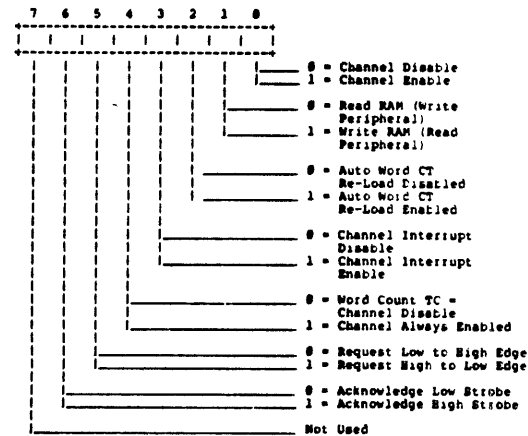 7 6 5 4 3 2 1 0
0 = Channel Disable
1 = Channel Enable
0 = Read RAM (Write
Peripheral)
1 = Write RAM (Read
Peripheral)
0 = Auto Word CT
Re-Load Disabled
1 = Auto Word CT
Re-Load Enabled
0 = Channel Interrupt
Disable
1 = Channel Interrupt
Enable
0 = Word Count TC =
Channel Disable
1 = Channel Always Enabled
0 = Request Low to High Edge
1 = Request High to Low Edge
0 = Acknowledge Low Strobe
1 = Acknowledge High Strobe
Not Used